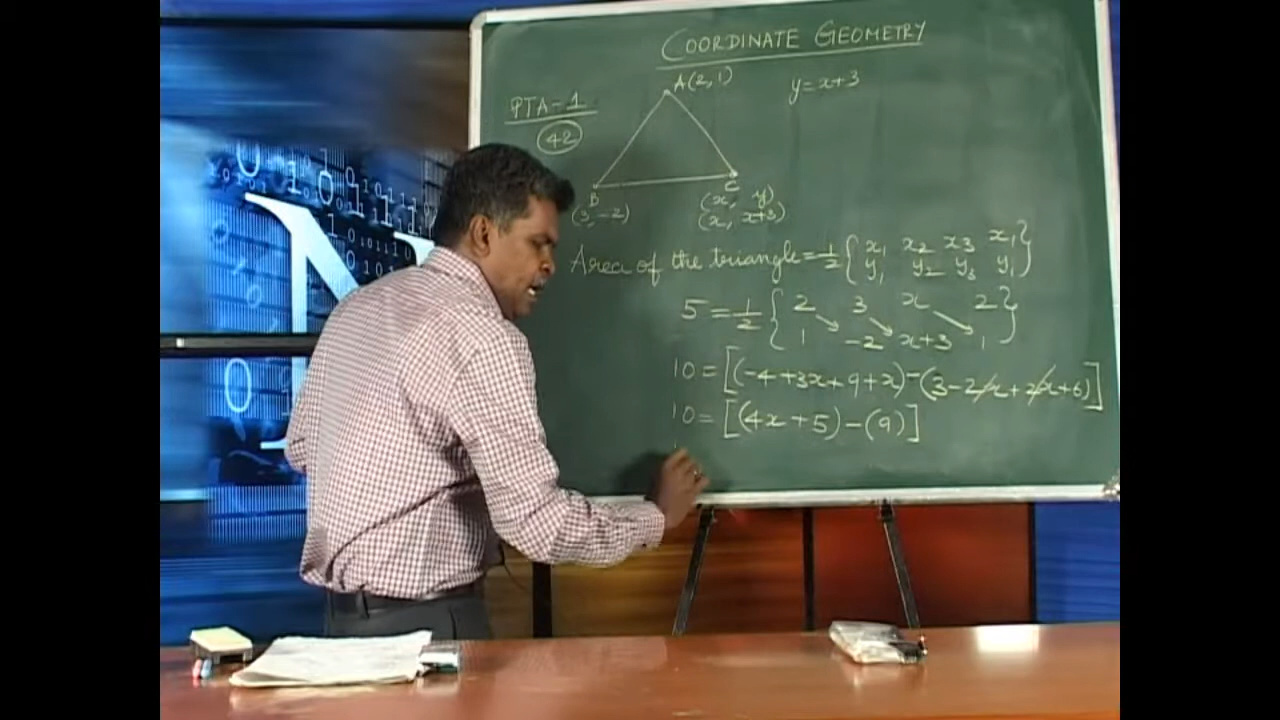 COORDINATE GEOMETRY
PTA-1
42
A(2, 1)
y=x+3
B
(3, -2)
C
(x, y)
(x, x+3)
Area of the triangle = 1/2 { x₁ x₂ x₃ x₁
y₁ y₂ y₃ y₁ }
5 = 1/2 { 2 3 x 2
1 -2 x+3 1 }
10 = [(-4+3x+9+x)-(3-2x+2x+6)]
10 = [(4x+5)-(9)]